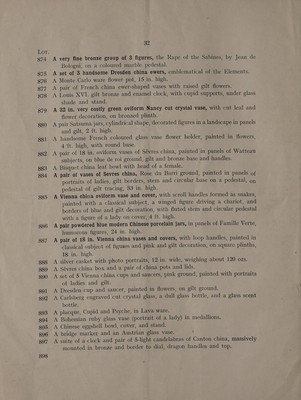 32
Lot.
874 A very fine bronze group of 3 figures, the Raps of the Sabines, by Jean de
Bologné, on a coloured marble pedestal.
875 A set of 3 handsome Dresden china ewers, emblematical of the Elements.
876 A Monte Carlo ware flower pot, 18 in. high.
877 A pair of French china ewer-shaped vases with raised gilt flowers.
878 A Louis XVI. gilt bronze and enamel clock, with cupid supports, under glass
shade and stand.
879 A 32 in. very costly green oviform Nancy cut crystal vase, with cut leaf and
flower decoration, on bronzed plinth.
880 A pair Satsuma jars, cylindrical shape, decorated figures in a landscape in panels
and gilt, 2 ft. high.
881 A handsome French coloured glass vase flower holder, painted in flowers,
4 ft. high, with round base.
882 A pair of 18 in. oviform vases of Sèvres china, painted in panels of Watteau
subjects, on blue de roi ground, gilt and bronze base and handles.
883 A Bisquet china leaf bowl with head of a female.
884 A pair of vases of Sevres china, Rose du Barri ground, painted in panels of
portraits of ladies, gilt borders, stem and circular base on a pedestal, on
pedestal of gilt tracing, 39 in. high.
885 A Vienna china oviform vase and cover, with scroll handles formed as snakes,
painted with a classical subject, a winged figure driving a chariot, and
borders of blue and gilt decoration, with fluted stem and circular pedestal
with a figure of a lady on cover, 4 ft. high.
886 A pair powdered blue modern Chinese porcelain jars, in panels of Famille Verte,
humorous figures, 24 in. high.
887 A pair of 18 in. Vienna china vases and covers, with loop handles, painted in
classical subject of figures and pink and gilt decoration, on square plinths,
18 in. high.
888 A silver casket with photo portraits, 12 in. wide, weighing about 120 ozs.
889 A Sèvres china box and a pair of china pots and lids.
890 A set of 3 Vienna china cups and saucers, pink ground, painted with portraits
of ladies and gilt.
891 A Dresden cup and saucer, painted in flowers, on gilt ground.
892 A Carlsberg engraved cut crystal glass, a dull glass bottle, and a glass scent
bottle.
893 A placque, Cupid and Psyche, in Lava ware.
894 A Bohemian ruby glass vase (portrait of a lady) in medallions.
895 A Chinese eggshell bowl, cover, and stand.
896 A bridge marker and an Austrian glass vase.
897 A suite of a clock and pair of 5-light candelabras of Canton china, massively
mounted in bronze and border to dial, dragon handles and top.
898